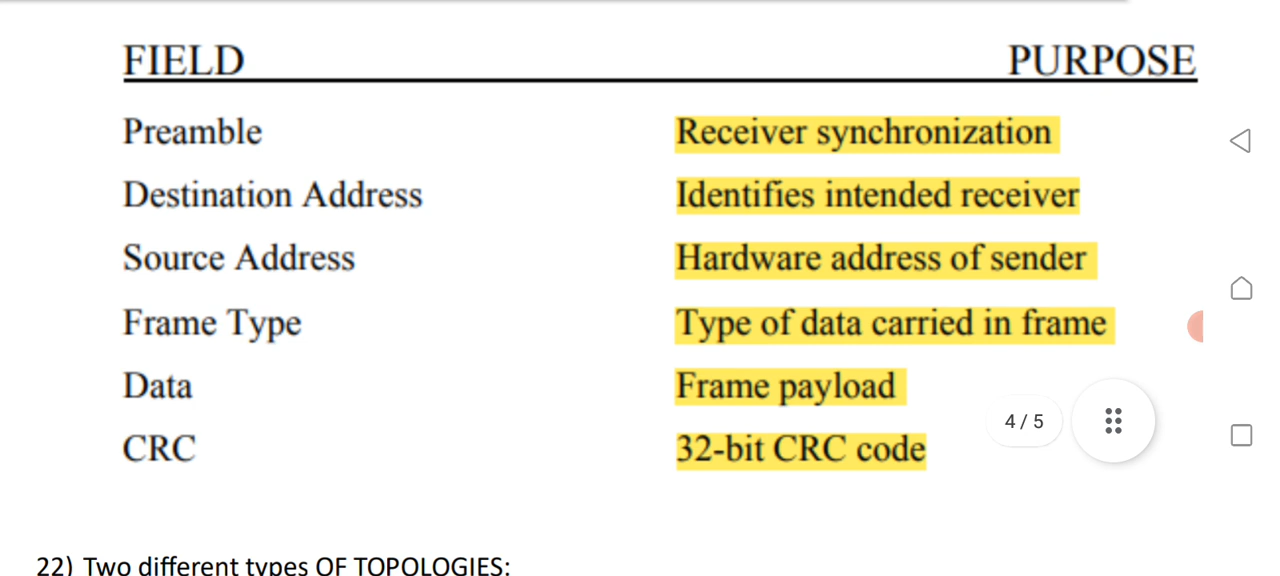 FIELD PURPOSE
Preamble Receiver synchronization
Destination Address Identifies intended receiver
Source Address Hardware address of sender
Frame Type Type of data carried in frame
Data Frame payload
4 / 5
CRC 32-bit CRC code
22) Two different types OF TOPOLOGIES: